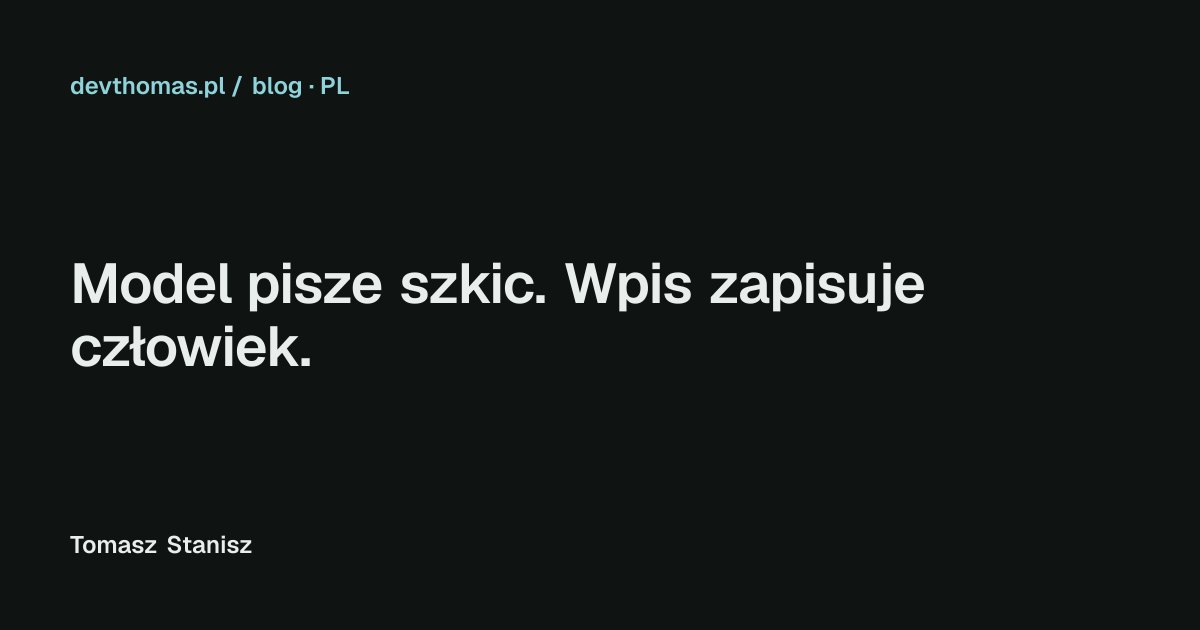 devthomas.pl / blog · PL
Model pisze szkic. Wpis zapisuje
człowiek.
Tomasz Stanisz